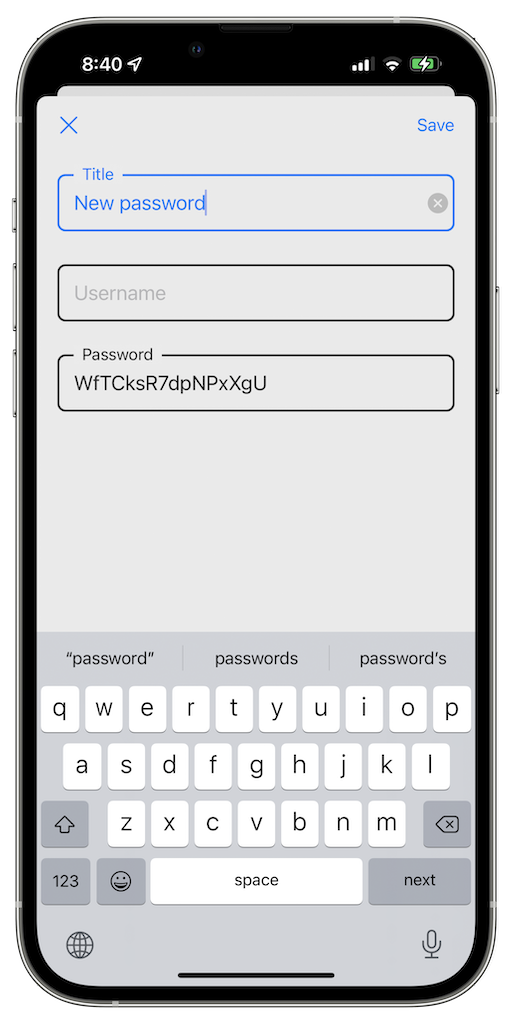 8:40
Save
Title
New password
Username
Password
WfTCksR7dpNPxXgU
“password” passwords password's
q w e r t y u i o p
a s d f g h j k l
z x c v b n m
123 space next